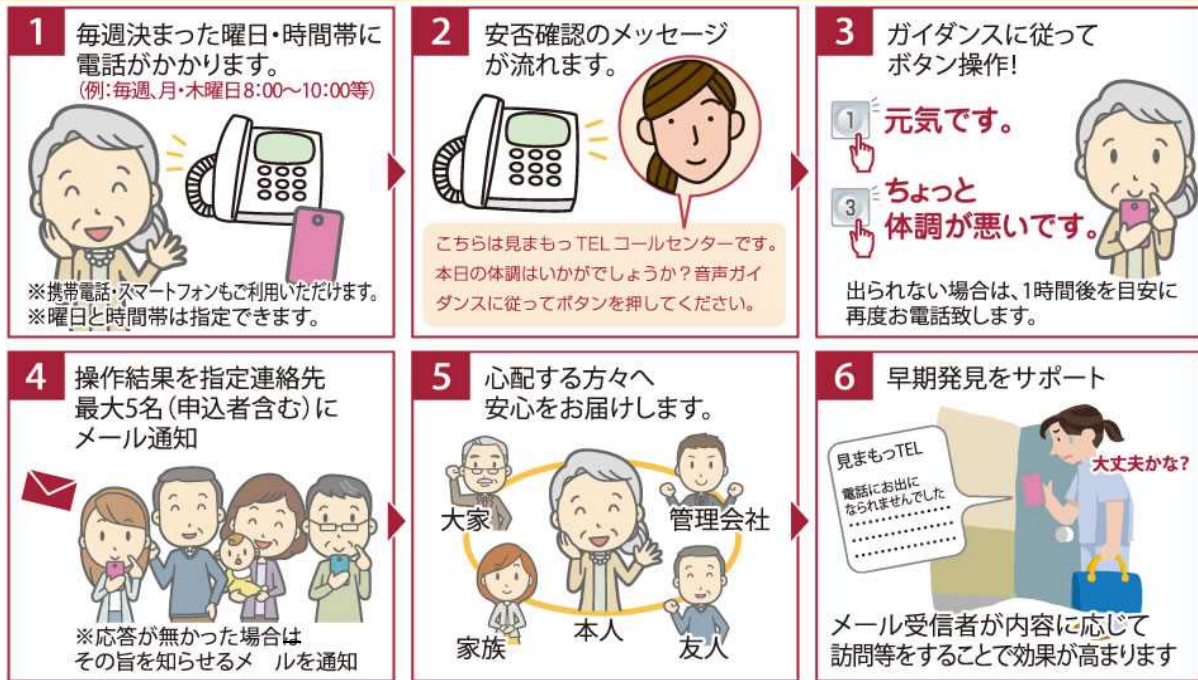 1
毎週決まった曜日・時間帯に
電話がかかります。
(例:毎週、月・木曜日8:00〜10:00等)
※携帯電話・スマートフォンもご利用いただけます。
※曜日と時間帯は指定できます。
2
安否確認のメッセージ
が流れます。
こちらは見まもっTELコールセンターです。
本日の体調はいかがでしょうか?音声ガイ
ダンスに従ってボタンを押してください。
3
ガイダンスに従って
ボタン操作!
1 元気です。
3 ちょっと
体調が悪いです。
出られない場合は、1時間後を目安に
再度お電話致します。
4
操作結果を指定連絡先
最大5名(申込者含む)に
メール通知
※応答が無かった場合は
その旨を知らせるメールを通知
5
心配する方々へ
安心をお届けします。
大家
管理会社
家族
本人
友人
6
早期発見をサポート
見まもっTEL
電話にお出に
なられませんでした
大丈夫かな?
メール受信者が内容に応じて
訪問等をすることで効果が高まります